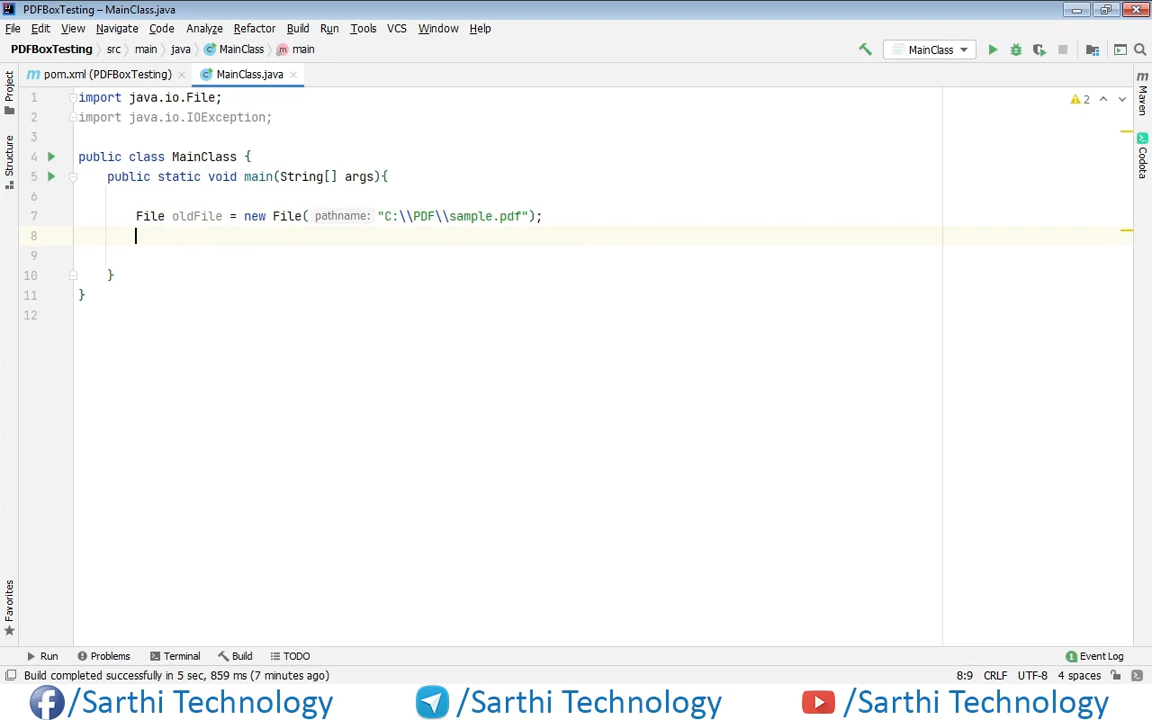 PDFBoxTesting – MainClass.java
File Edit View Navigate Code Analyze Refactor Build Run Tools VCS Window Help
PDFBoxTesting src main java MainClass main MainClass
pom.xml (PDFBoxTesting) MainClass.java
Project
Structure
Favorites
1 import java.io.File;
2 import java.io.IOException;
3
4 public class MainClass {
5 public static void main(String[] args){
6
7 File oldFile = new File( pathname: "C:\\PDF\\sample.pdf");
8
9
10 }
11 }
12
2
Maven
Codota
Run Problems Terminal Build TODO 1 Event Log
Build completed successfully in 5 sec, 859 ms (7 minutes ago) 8:9 CRLF UTF-8 4 spaces
/Sarthi Technology /Sarthi Technology /Sarthi Technology